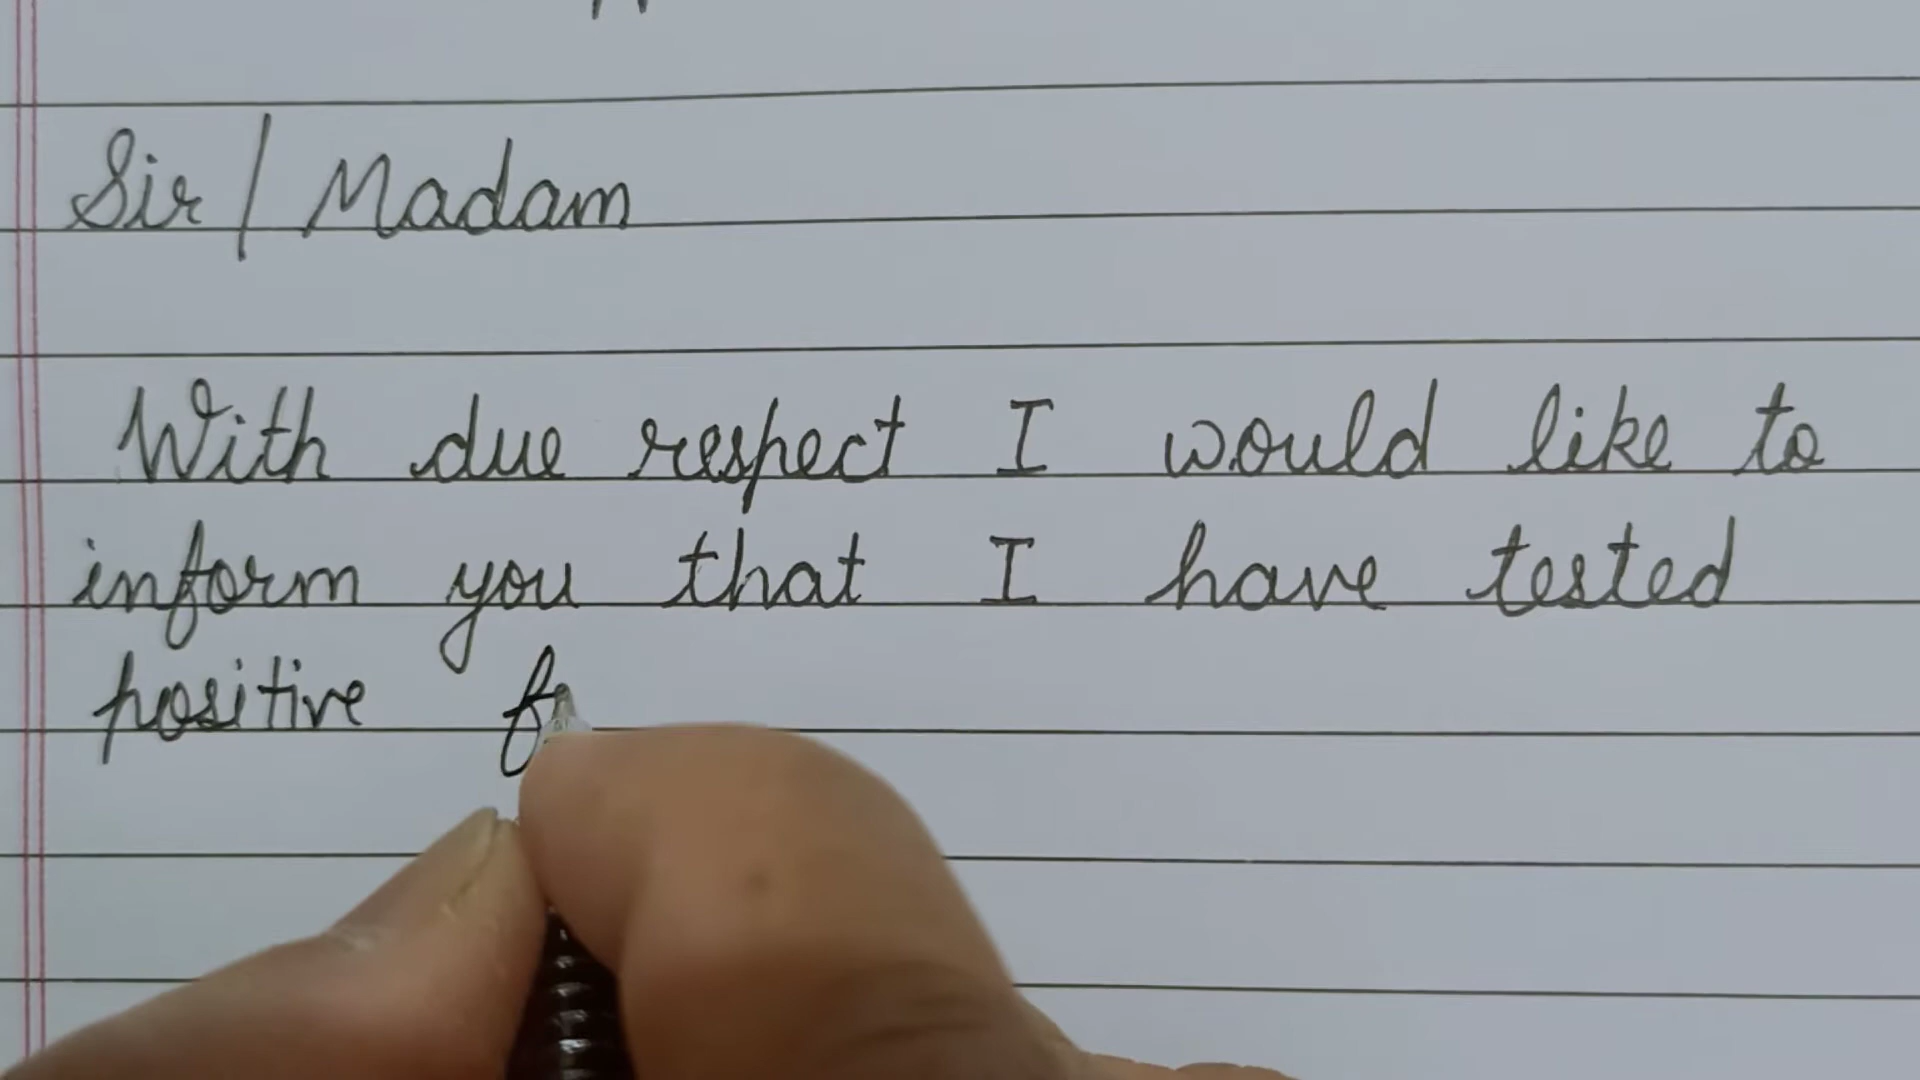 Sir / Madam
With due respect I would like to
inform you that I have tested
positive